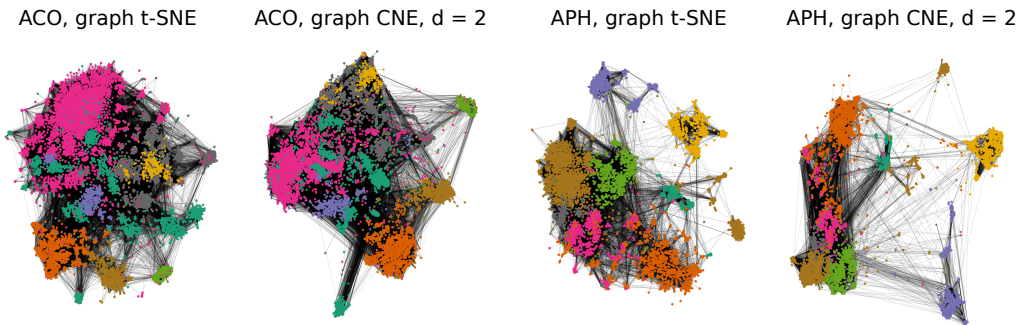 ACO, graph t-SNE
ACO, graph CNE, d = 2
APH, graph t-SNE
APH, graph CNE, d = 2